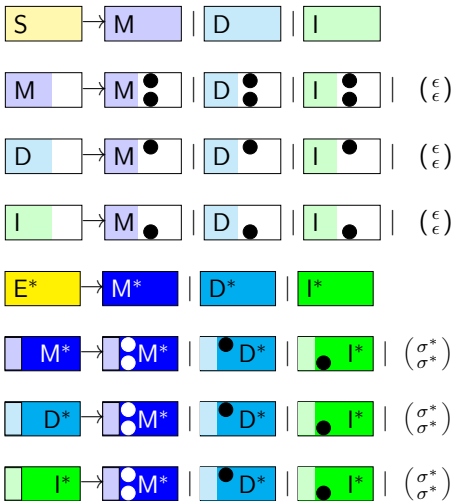 S → M | D | I
M → M | D | I | (ϵ ϵ)
D → M | D | I | (ϵ ϵ)
I → M | D | I | (ϵ ϵ)
E* → M* | D* | I*
M* → M* | D* | I* | (σ* σ*)
D* → M* | D* | I* | (σ* σ*)
I* → M* | D* | I* | (σ* σ*)